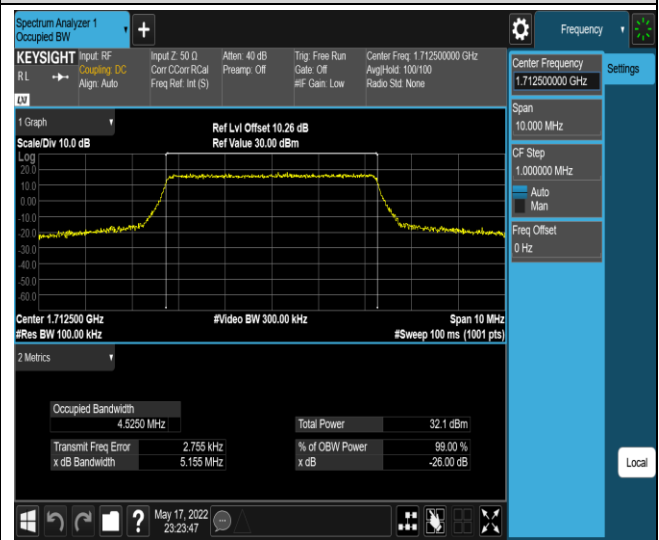 Spectrum Analyzer 1
Occupied BW
+
Frequency
KEYSIGHT
RL
LXI
Input: RF
Coupling: DC
Align: Auto
Input Z: 50 Ω
Corr CCorr RCal
Freq Ref: Int (S)
Atten: 40 dB
Preamp: Off
Trig: Free Run
Gate: Off
#IF Gain: Low
Center Freq: 1.712500000 GHz
Avg|Hold: 100/100
Radio Std: None
Center Frequency
1.712500000 GHz
Settings
Span
10.000 MHz
CF Step
1.000000 MHz
Auto
Man
Freq Offset
0 Hz
1 Graph
Scale/Div 10.0 dB
Ref Lvl Offset 10.26 dB
Ref Value 30.00 dBm
Log
20.0
10.0
0.00
-10.0
-20.0
-30.0
-40.0
-50.0
-60.0
Center 1.712500 GHz
#Video BW 300.00 kHz
Span 10 MHz
#Res BW 100.00 kHz
#Sweep 100 ms (1001 pts)
2 Metrics
Occupied Bandwidth
4.5250 MHz
Total Power 32.1 dBm
Transmit Freq Error 2.755 kHz
% of OBW Power 99.00 %
x dB Bandwidth 5.155 MHz
x dB -26.00 dB
Local
?
May 17, 2022
23:23:47